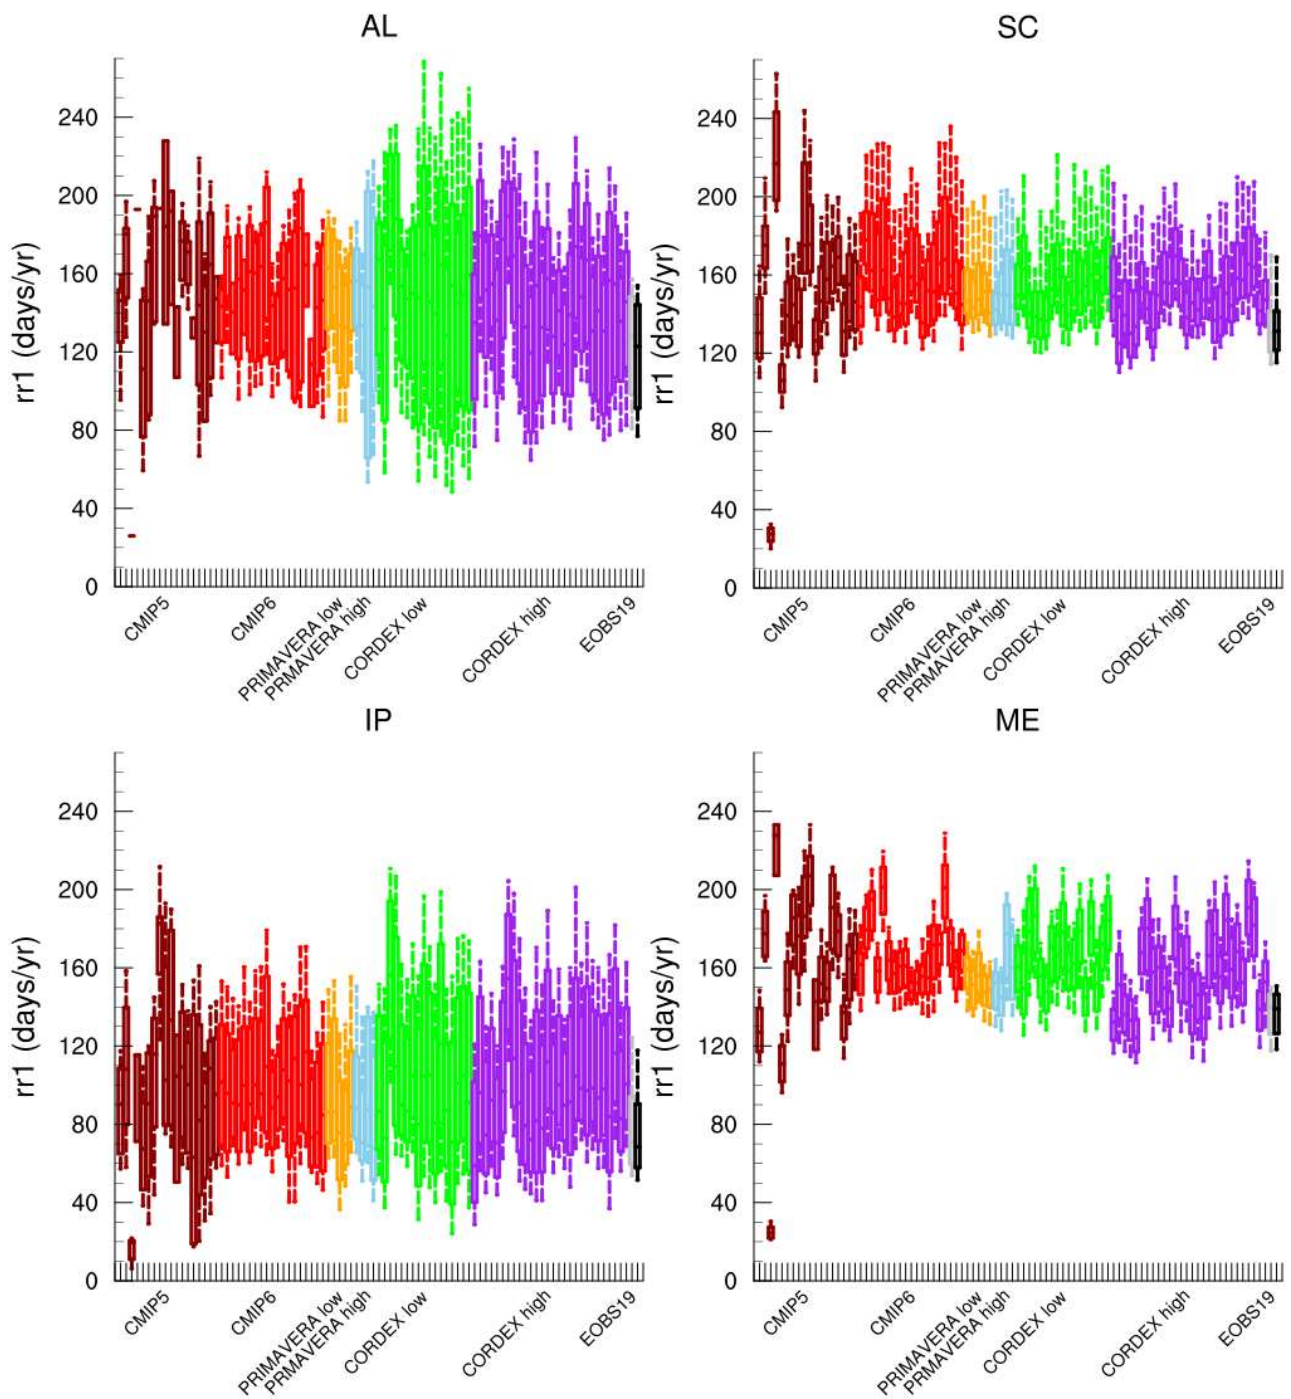 AL
rr1 (days/yr)
240
200
160
120
80
40
0
CMIP5
CMIP6
PRIMAVERA low
PRMAVERA high
CORDEX low
CORDEX high
EOBS19
SC
rr1 (days/yr)
240
200
160
120
80
40
0
CMIP5
CMIP6
PRIMAVERA low
PRMAVERA high
CORDEX low
CORDEX high
EOBS19
IP
rr1 (days/yr)
240
200
160
120
80
40
0
CMIP5
CMIP6
PRIMAVERA low
PRMAVERA high
CORDEX low
CORDEX high
EOBS19
ME
rr1 (days/yr)
240
200
160
120
80
40
0
CMIP5
CMIP6
PRIMAVERA low
PRMAVERA high
CORDEX low
CORDEX high
EOBS19